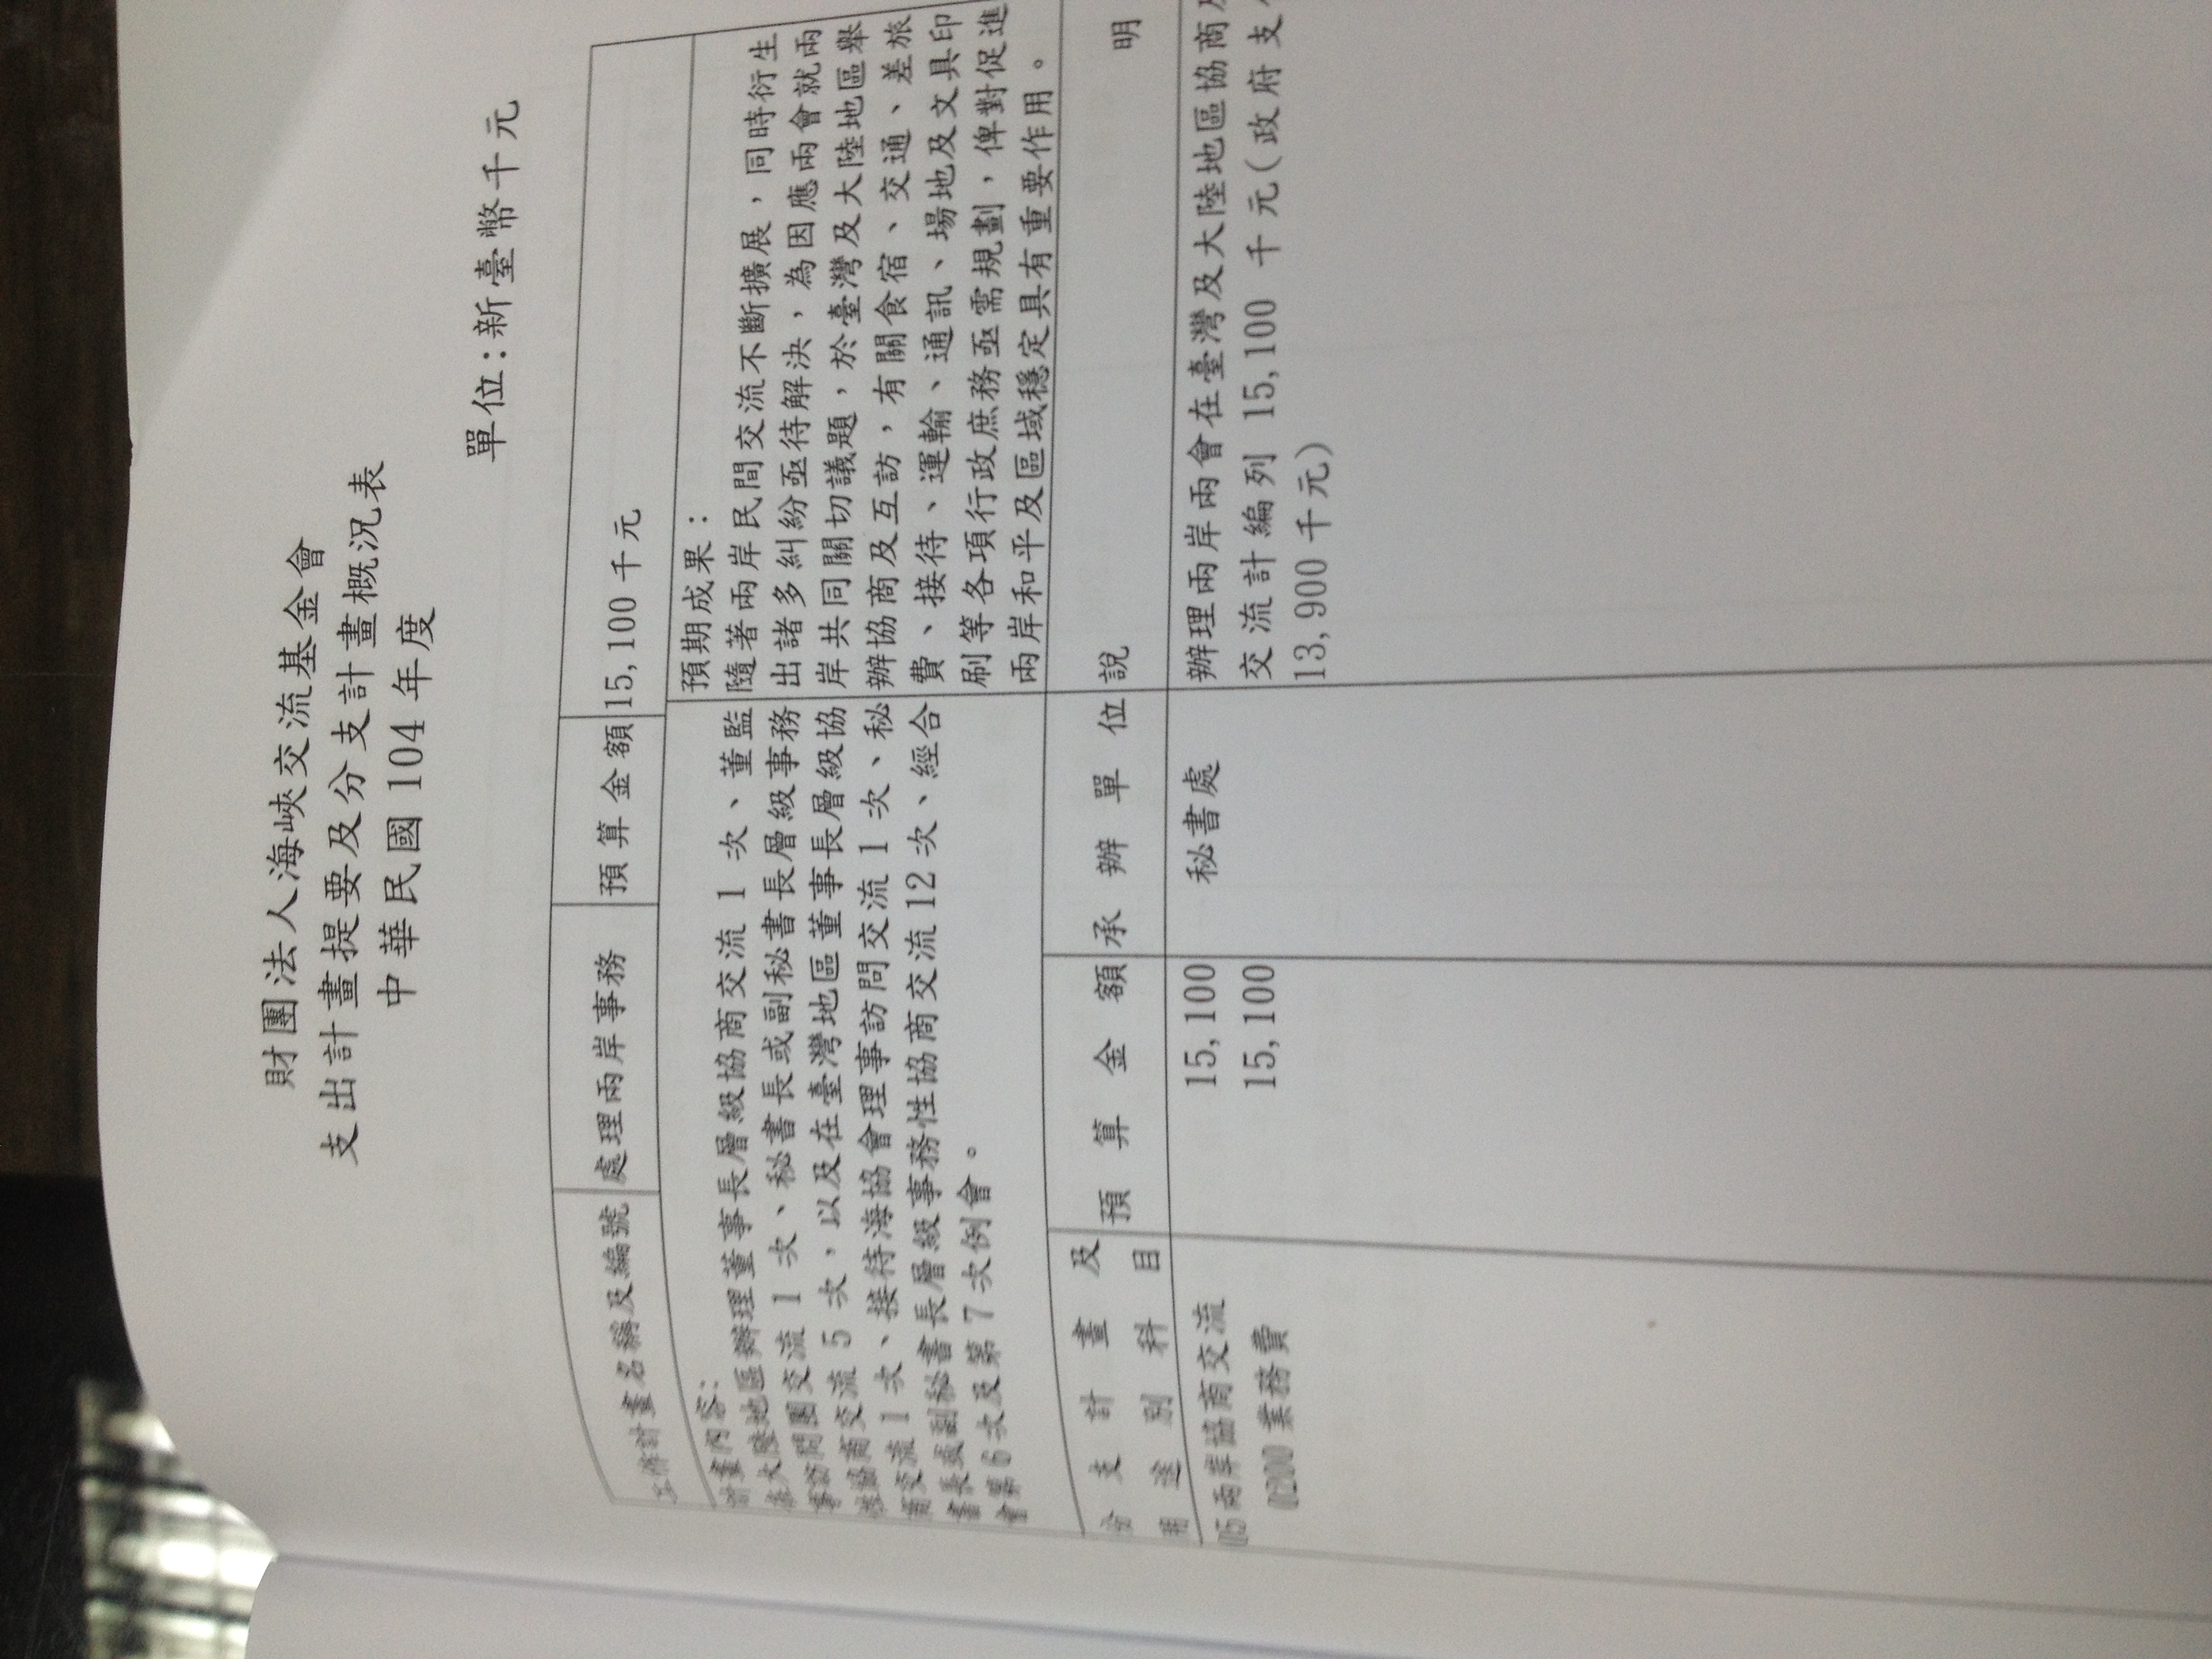 財團法人海峽交流基金會
支出計畫提要及分支計畫概況表
中華民國 104 年度
單位:新臺幣千元
工作計畫名稱及編號 處理兩岸事務 預算金額 15,100 千元
計畫內容:
在大陸地區辦理董事長層級協商交流 1 次、董監
事訪問團交流 1 次、秘書長或副秘書長層級事務
性協商交流 5 次，以及在臺灣地區董事長層級協
商交流 1 次、接待海協會理事訪問交流 1 次、秘
書長或副秘書長層級事務性協商交流 12 次、經合
會第 6 次及第 7 次例會。
預期成果：
隨著兩岸民間交流不斷擴展，同時衍生
出諸多糾紛亟待解決，為因應兩會就兩
岸共同關切議題，於臺灣及大陸地區舉
辦協商及互訪，有關食宿、交通、差旅
費、接待、運輸、通訊、場地及文具印
刷等各項行政庶務亟需規劃，俾對促進
兩岸和平及區域穩定具有重要作用。
分支計畫及
用途別科目
預算金額 承辦單位 說明
05 兩岸協商交流 15,100 秘書處
0200 業務費 15,100
辦理兩岸兩會在臺灣及大陸地區協商及
交流計編列 15,100 千元(政府支
13,900 千元)